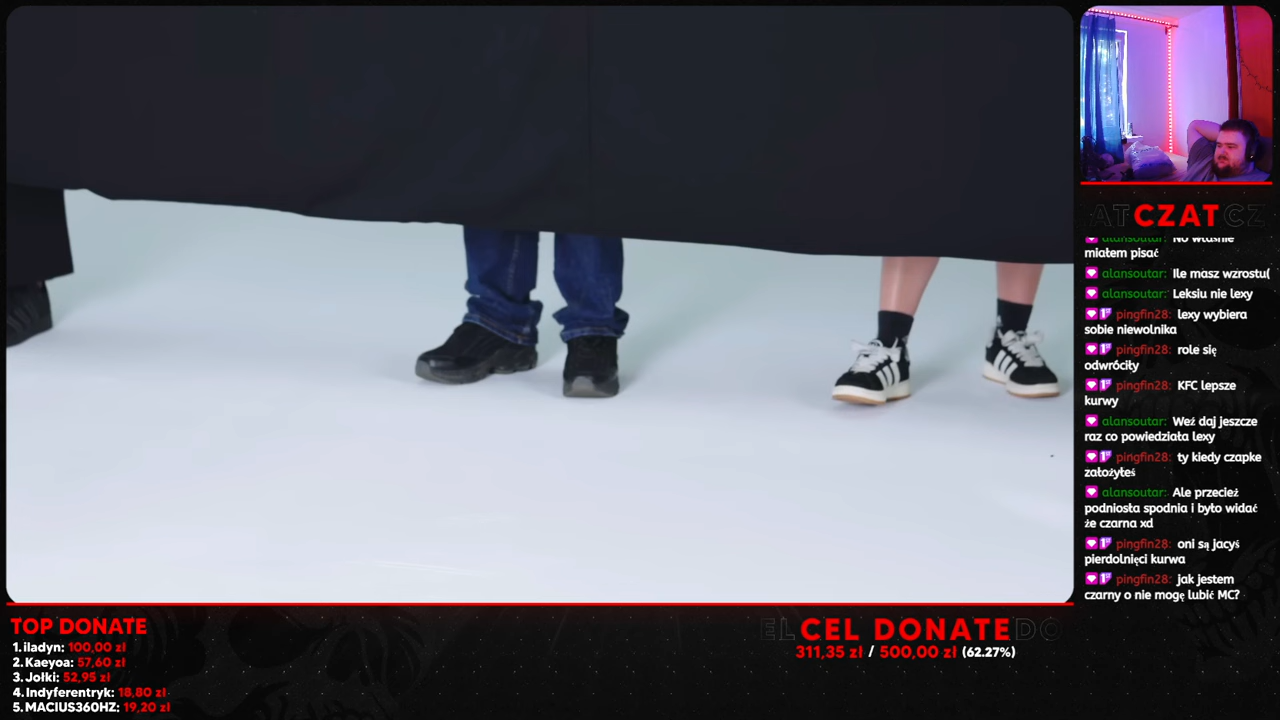 CZAT
alansoutar: No właśnie
miałem pisać
alansoutar: Ile masz wzrostu(
alansoutar: Leksiu nie lexy
pingfin28: lexy wybiera
sobie niewolnika
pingfin28: role się
odwróciły
pingfin28: KFC lepsze
kurwy
alansoutar: Weź daj jeszcze
raz co powiedziała lexy
pingfin28: ty kiedy czapke
założyłeś
alansoutar: Ale przecież
podniosła spodnia i było widać
że czarna xd
pingfin28: oni są jacyś
pierdolnięci kurwa
pingfin28: jak jestem
czarny o nie mogę lubić MC?
TOP DONATE
1. iladyn: 100,00 zł
2. Kaeyoa: 57,60 zł
3. Jołki: 52,95 zł
4. Indyferentryk: 18,80 zł
5. MACIUS360HZ: 19,20 zł
EL CEL DONATE DO
311,35 zł / 500,00 zł (62.27%)